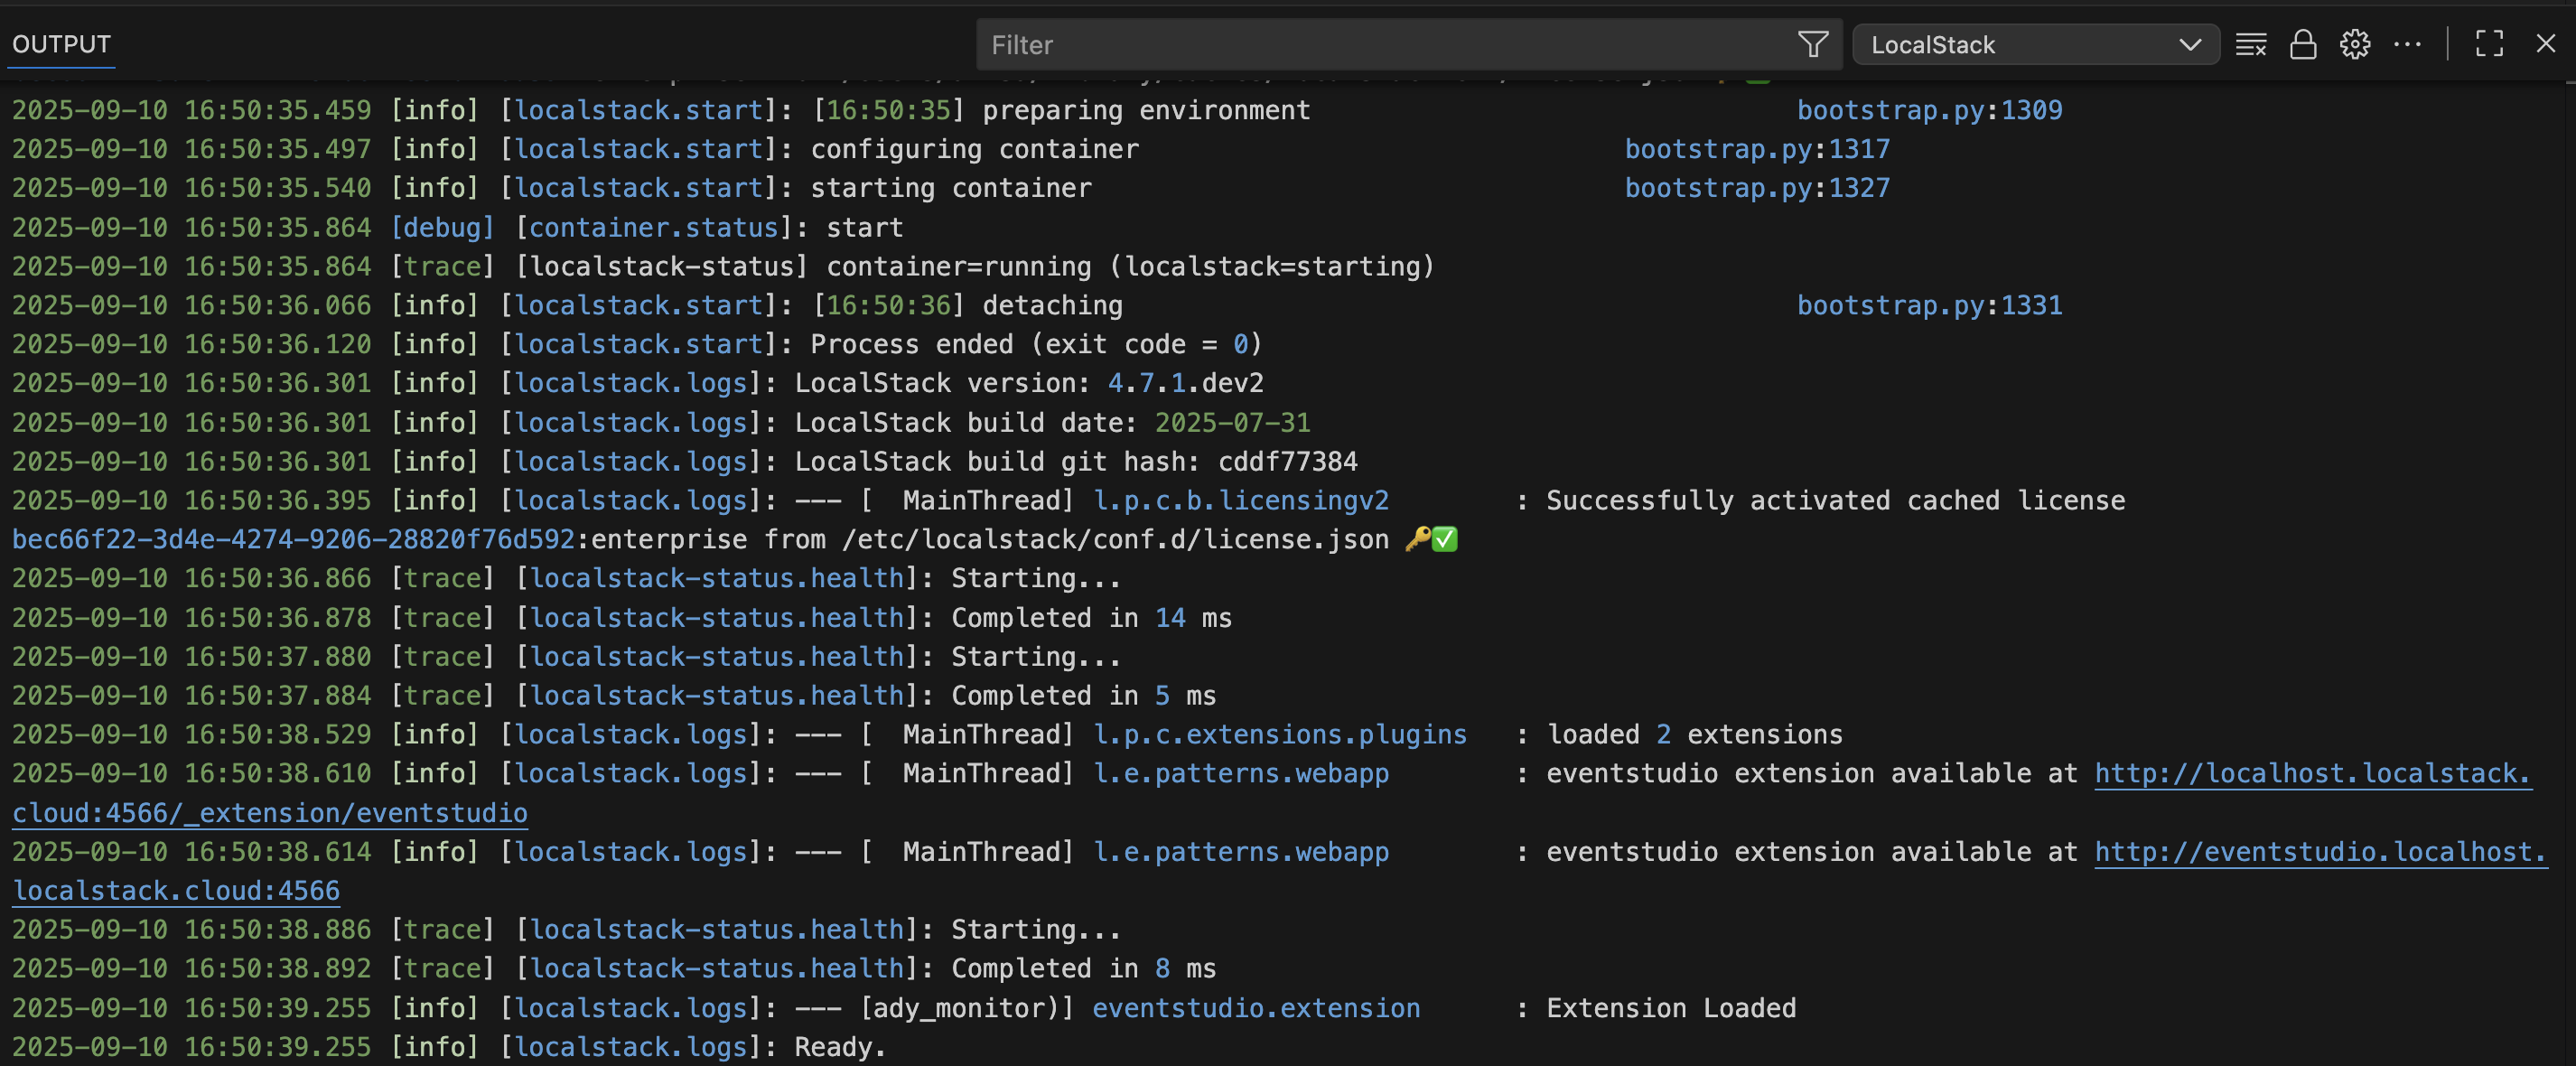 OUTPUT
Filter
LocalStack
2025-09-10 16:50:35.459 [info] [localstack.start]: [16:50:35] preparing environment bootstrap.py:1309
2025-09-10 16:50:35.497 [info] [localstack.start]: configuring container bootstrap.py:1317
2025-09-10 16:50:35.540 [info] [localstack.start]: starting container bootstrap.py:1327
2025-09-10 16:50:35.864 [debug] [container.status]: start
2025-09-10 16:50:35.864 [trace] [localstack-status] container=running (localstack=starting)
2025-09-10 16:50:36.066 [info] [localstack.start]: [16:50:36] detaching bootstrap.py:1331
2025-09-10 16:50:36.120 [info] [localstack.start]: Process ended (exit code = 0)
2025-09-10 16:50:36.301 [info] [localstack.logs]: LocalStack version: 4.7.1.dev2
2025-09-10 16:50:36.301 [info] [localstack.logs]: LocalStack build date: 2025-07-31
2025-09-10 16:50:36.301 [info] [localstack.logs]: LocalStack build git hash: cddf77384
2025-09-10 16:50:36.395 [info] [localstack.logs]: --- [  MainThread] l.p.c.b.licensingv2 : Successfully activated cached license
bec66f22-3d4e-4274-9206-28820f76d592:enterprise from /etc/localstack/conf.d/license.json 🔑✅
2025-09-10 16:50:36.866 [trace] [localstack-status.health]: Starting...
2025-09-10 16:50:36.878 [trace] [localstack-status.health]: Completed in 14 ms
2025-09-10 16:50:37.880 [trace] [localstack-status.health]: Starting...
2025-09-10 16:50:37.884 [trace] [localstack-status.health]: Completed in 5 ms
2025-09-10 16:50:38.529 [info] [localstack.logs]: --- [  MainThread] l.p.c.extensions.plugins : loaded 2 extensions
2025-09-10 16:50:38.610 [info] [localstack.logs]: --- [  MainThread] l.e.patterns.webapp : eventstudio extension available at http://localhost.localstack.
cloud:4566/_extension/eventstudio
2025-09-10 16:50:38.614 [info] [localstack.logs]: --- [  MainThread] l.e.patterns.webapp : eventstudio extension available at http://eventstudio.localhost.
localstack.cloud:4566
2025-09-10 16:50:38.886 [trace] [localstack-status.health]: Starting...
2025-09-10 16:50:38.892 [trace] [localstack-status.health]: Completed in 8 ms
2025-09-10 16:50:39.255 [info] [localstack.logs]: --- [ady_monitor)] eventstudio.extension : Extension Loaded
2025-09-10 16:50:39.255 [info] [localstack.logs]: Ready.